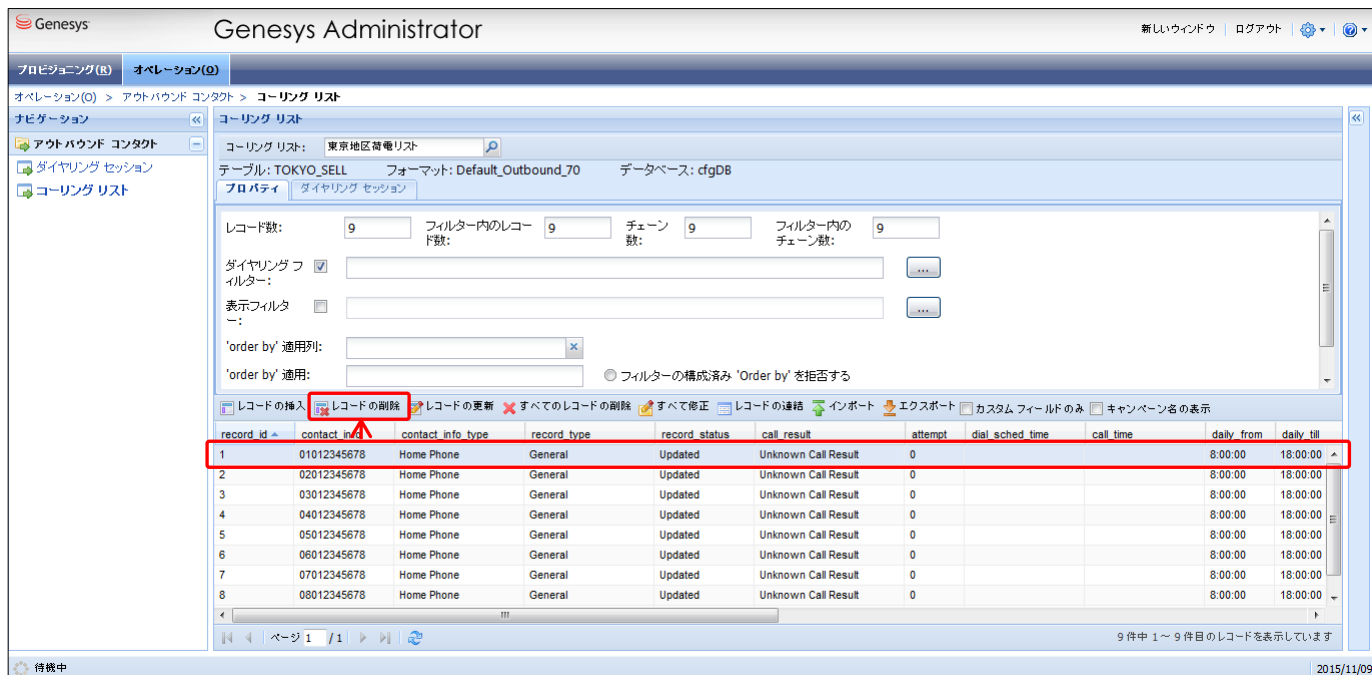 Genesys
Genesys Administrator
新しいウィンドウ ログアウト
プロビジョニング(R) オペレーション(O)
オペレーション(O) > アウトバウンド コンタクト > コーリング リスト
ナビゲーション
アウトバウンド コンタクト
ダイヤリング セッション
コーリング リスト
コーリング リスト
コーリング リスト: 東京地区荷電リスト
テーブル: TOKYO_SELL フォーマット: Default_Outbound_70 データベース: cfgDB
プロパティ ダイヤリング セッション
レコード数: 9 フィルター内のレコード数: 9 チェーン数: 9 フィルター内のチェーン数: 9
ダイヤリング フィルター: ...
表示フィルター: ...
'order by' 適用列:
'order by' 適用: フィルターの構成済み 'Order by' を拒否する
レコードの挿入 レコードの削除 レコードの更新 すべてのレコードの削除 すべて修正 レコードの連結 インポート エクスポート カスタム フィールドのみ キャンペーン名の表示
record_id contact_info contact_info_type record_type record_status call_result attempt dial_sched_time call_time daily_from daily_till
1 01012345678 Home Phone General Updated Unknown Call Result 0 8:00:00 18:00:00
2 02012345678 Home Phone General Updated Unknown Call Result 0 8:00:00 18:00:00
3 03012345678 Home Phone General Updated Unknown Call Result 0 8:00:00 18:00:00
4 04012345678 Home Phone General Updated Unknown Call Result 0 8:00:00 18:00:00
5 05012345678 Home Phone General Updated Unknown Call Result 0 8:00:00 18:00:00
6 06012345678 Home Phone General Updated Unknown Call Result 0 8:00:00 18:00:00
7 07012345678 Home Phone General Updated Unknown Call Result 0 8:00:00 18:00:00
8 08012345678 Home Phone General Updated Unknown Call Result 0 8:00:00 18:00:00
ページ 1 / 1
9 件中 1 ~ 9 件目のレコードを表示しています
待機中
2015/11/09